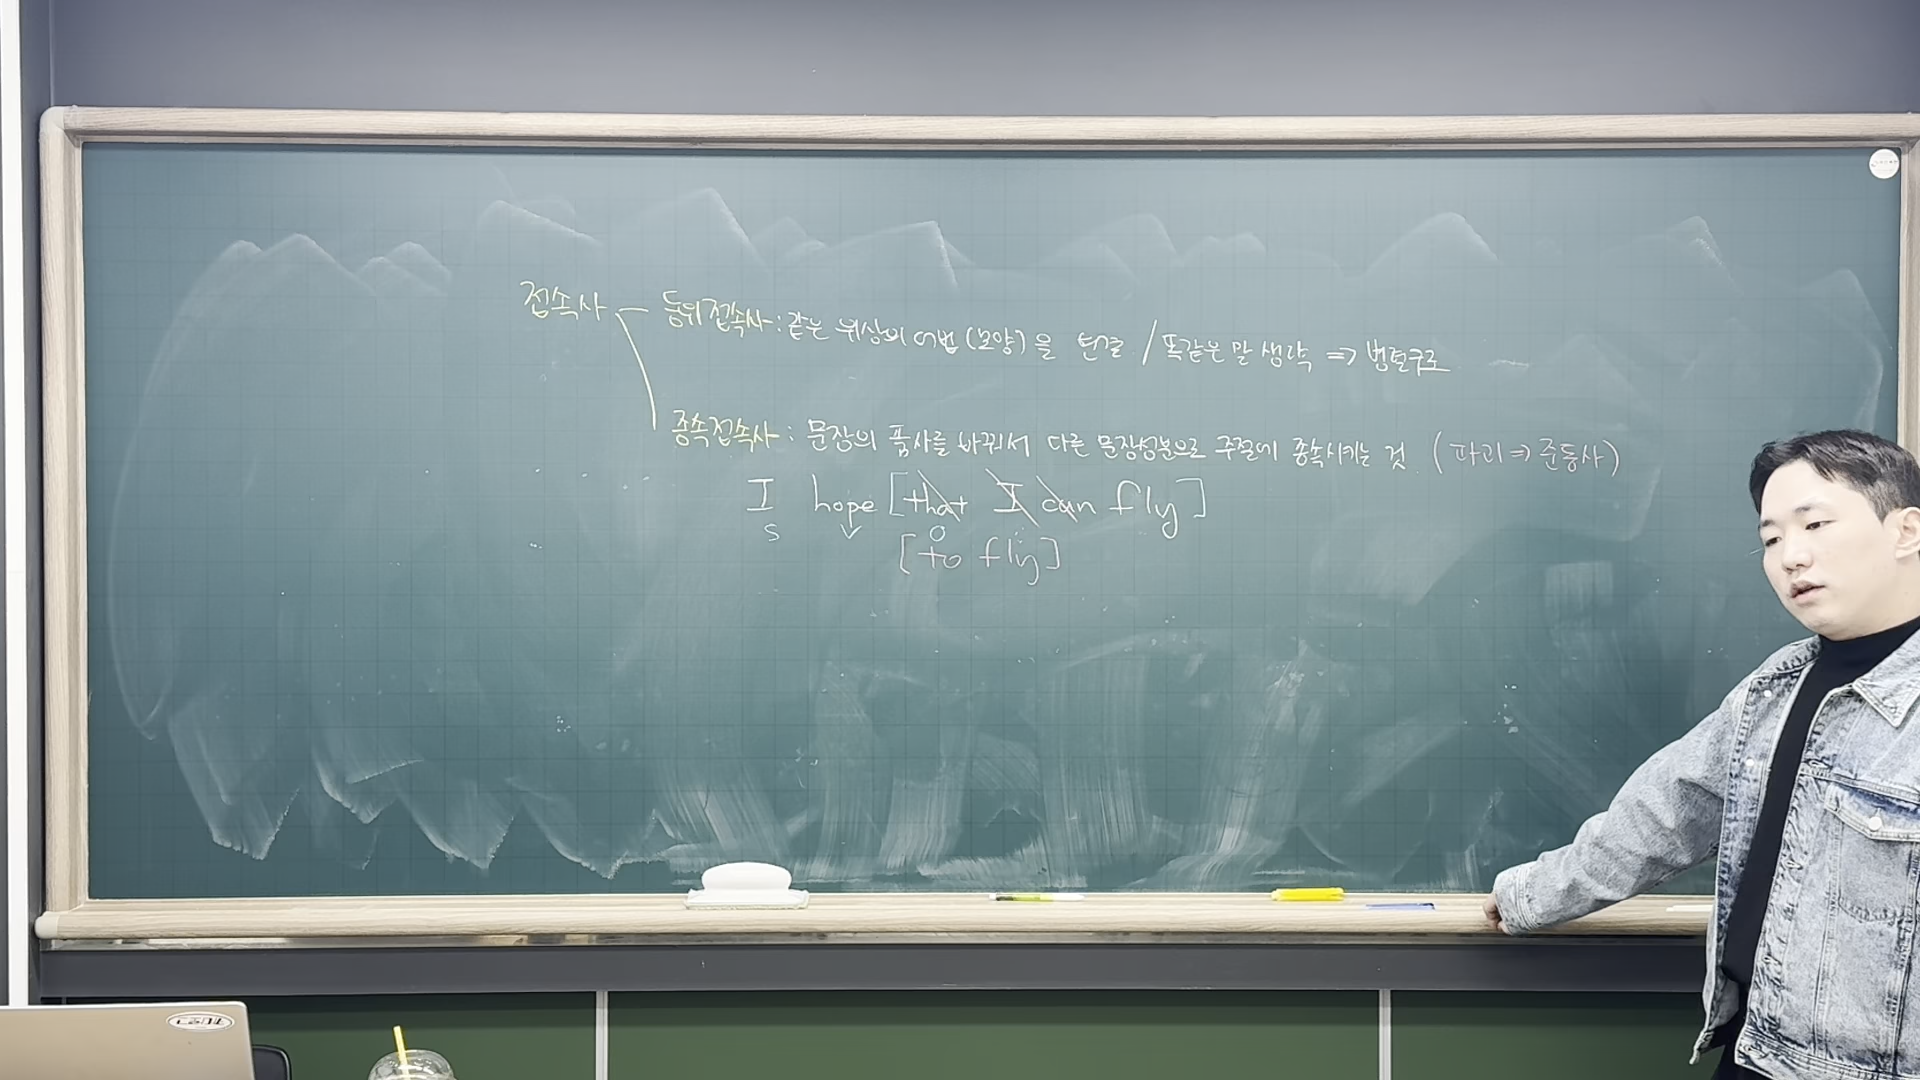 접속사 동위접속사 : 같은 위상의 어법(모양)을 연결 / 똑같은 말 생략 => 병렬구조
종속접속사 : 문장의 품사를 바꿔서 다른 문장성분으로 주절에 종속시키는 것 (파괴 => 준동사)
I hope [that I can fly]
S V O
[to fly]